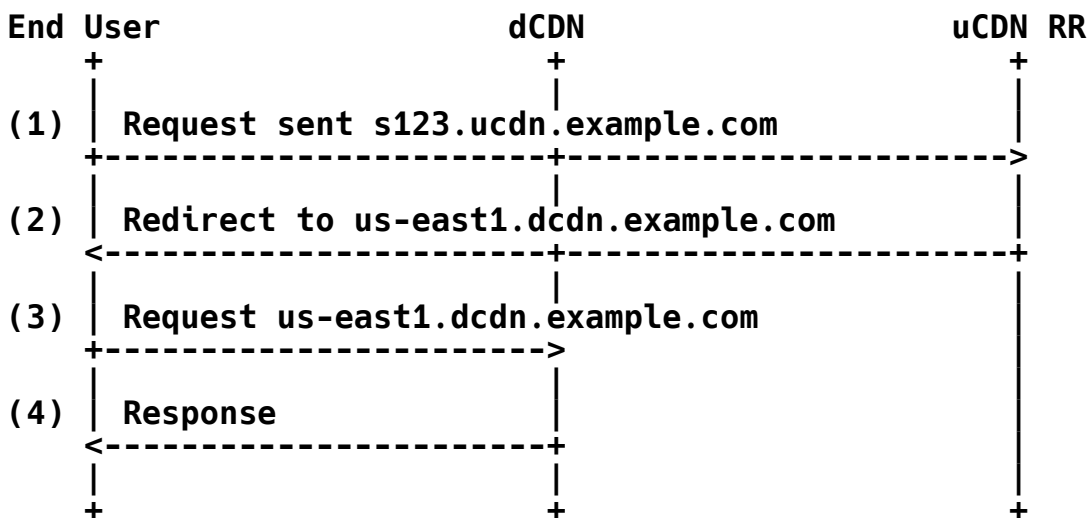 End User dCDN uCDN RR
+ + +
| | |
(1) | Request sent s123.ucdn.example.com |
+-----------------------+----------------------->
| | |
(2) | Redirect to us-east1.dcdn.example.com |
<-----------------------+-----------------------+
| | |
(3) | Request us-east1.dcdn.example.com |
+-----------------------> |
| | |
(4) | Response | |
<-----------------------+ |
| | |
+ + +